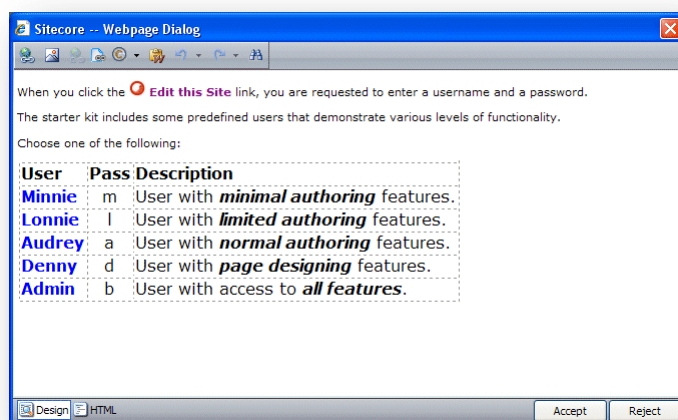 Sitecore -- Webpage Dialog
When you click the Edit this Site link, you are requested to enter a username and a password.
The starter kit includes some predefined users that demonstrate various levels of functionality.
Choose one of the following:
User Pass Description
Minnie m User with minimal authoring features.
Lonnie l User with limited authoring features.
Audrey a User with normal authoring features.
Denny d User with page designing features.
Admin b User with access to all features.
Design HTML Accept Reject